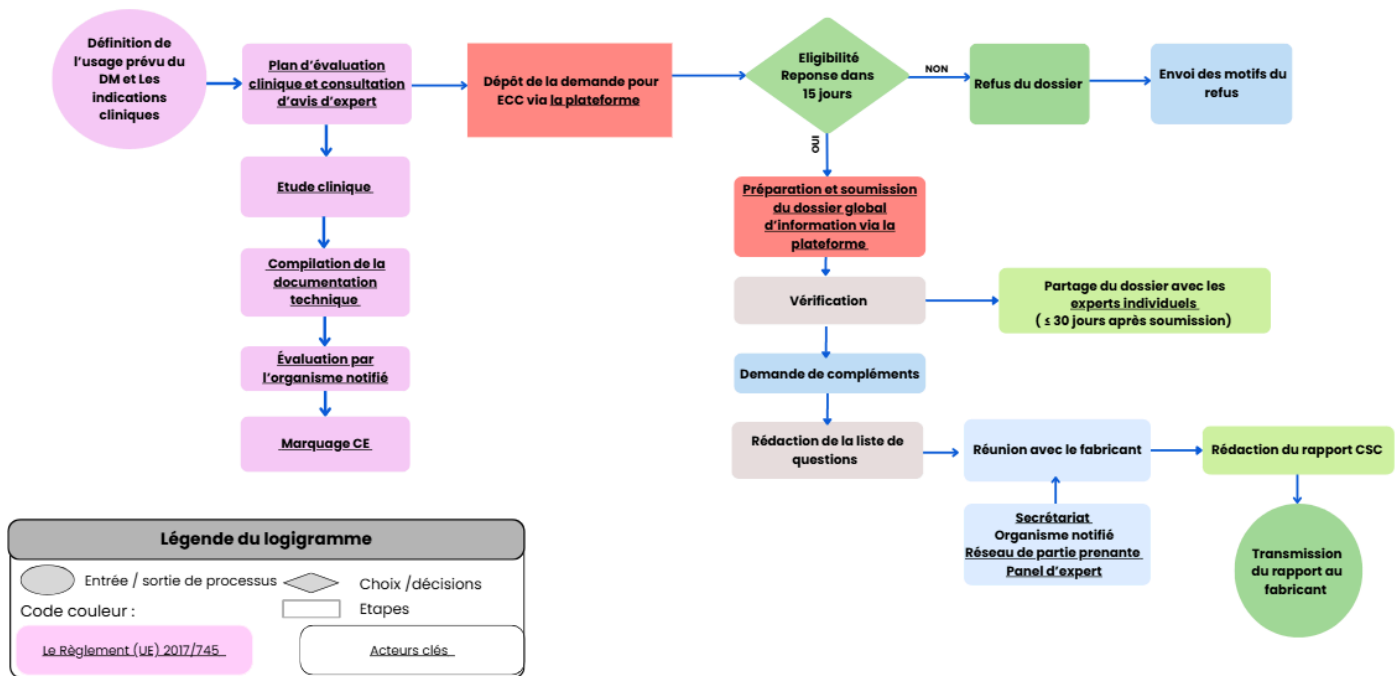 Définition de
l'usage prévu du
DM et Les
indications
cliniques
Plan d'évaluation
clinique et consultation
d'avis d'expert
Dépôt de la demande pour
ECC via la plateforme
Eligibilité
Reponse dans
15 jours
NON
Refus du dossier
Envoi des motifs du
refus
OUI
Etude clinique
Préparation et soumission
du dossier global
d'information via la
plateforme
Compilation de la
documentation
technique
Vérification
Partage du dossier avec les
experts individuels
( ≤ 30 jours après soumission)
Évaluation par
l'organisme notifié
Demande de compléments
Marquage CE
Rédaction de la liste de
questions
Réunion avec le fabricant
Rédaction du rapport CSC
Secrétariat
Organisme notifié
Réseau de partie prenante
Panel d'expert
Transmission
du rapport au
fabricant
Légende du logigramme
Entrée / sortie de processus
Choix /décisions
Code couleur :
Etapes
Le Règlement (UE) 2017/745
Acteurs clés